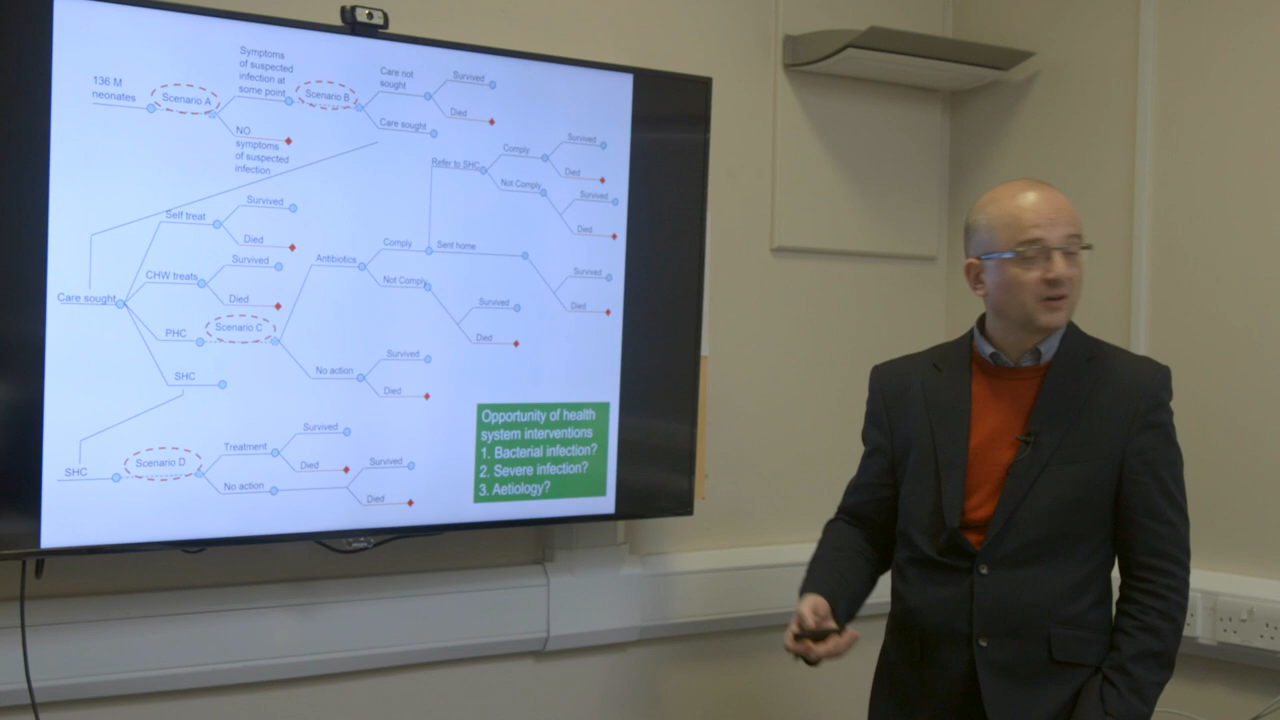 136 M
neonates
Scenario A
Symptoms
of suspected
infection at
some point
NO
symptoms
of suspected
infection
Scenario B
Care not
sought
Survived
Died
Care sought
Refer to SHC
Comply
Survived
Died
Not Comply
Survived
Died
Care sought
Self treat
Survived
Died
CHW treats
Survived
Died
PHC
Scenario C
Antibiotics
Comply
Sent home
Survived
Died
Not Comply
Survived
Died
No action
Survived
Died
SHC
SHC
Scenario D
Treatment
Survived
Died
No action
Survived
Died
Opportunity of health
system interventions
1. Bacterial infection?
2. Severe infection?
3. Aetiology?